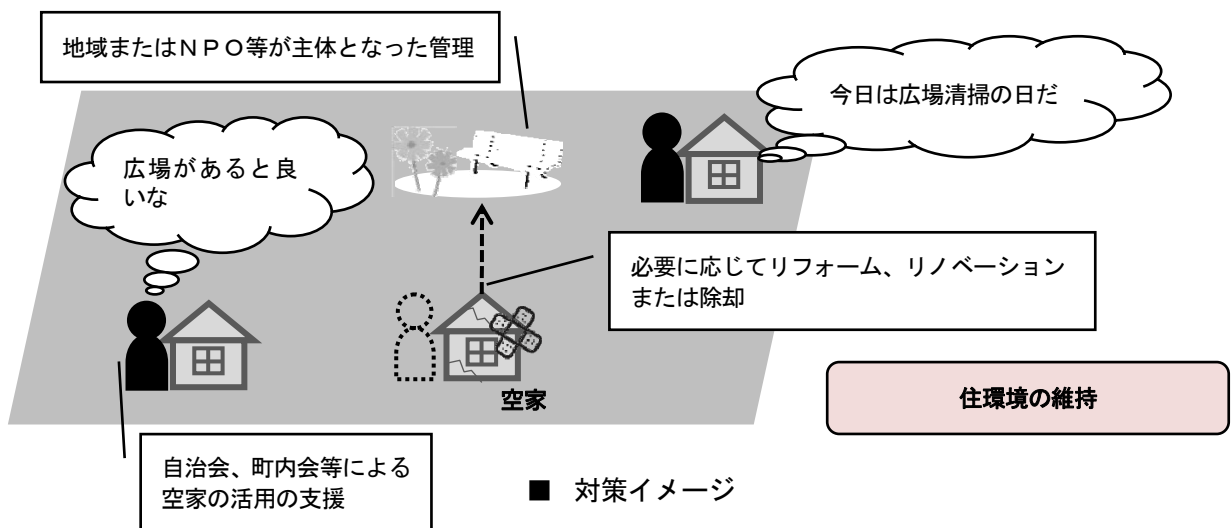 地域またはＮＰＯ等が主体となった管理
今日は広場清掃の日だ
広場があると良
いな
必要に応じてリフォーム、リノベーション
または除却
空家
住環境の維持
自治会、町内会等による
空家の活用の支援
■ 対策イメージ